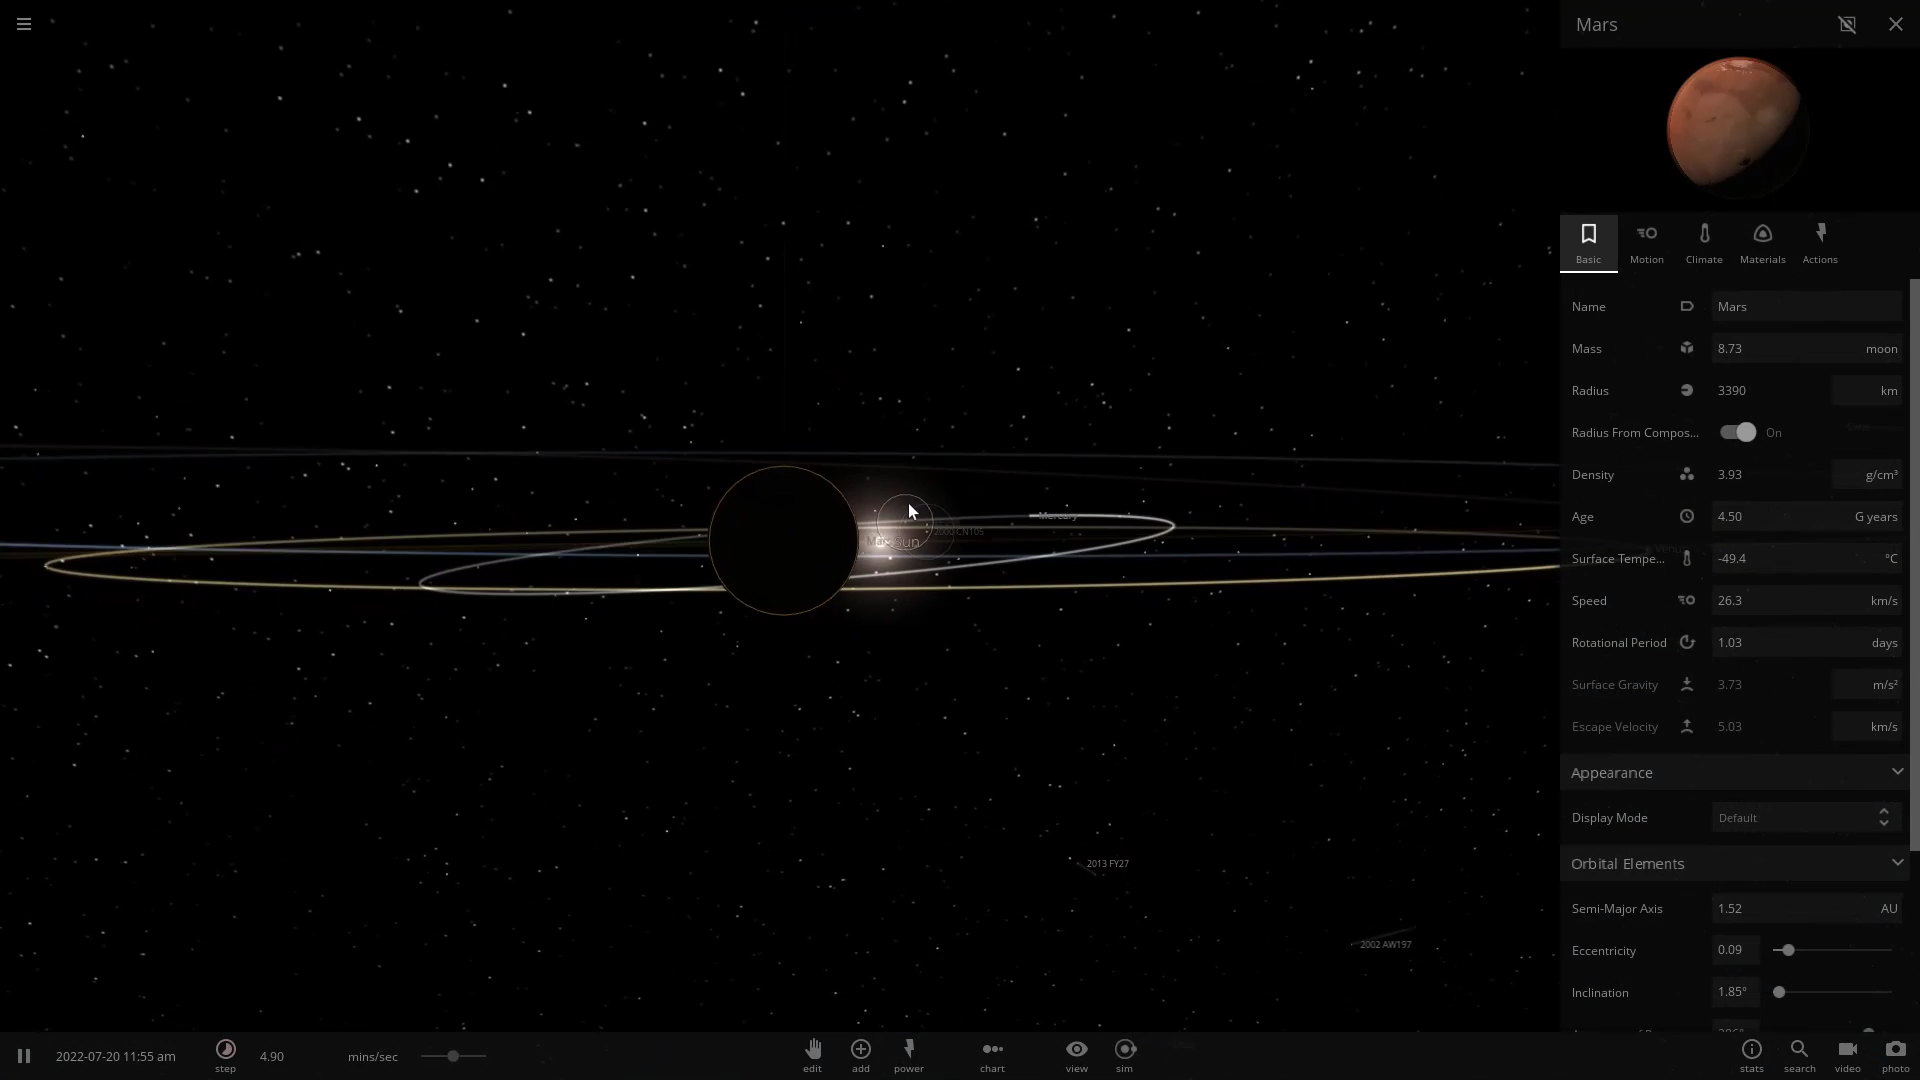 Mars
Basic
Motion
Climate
Materials
Actions
Name Mars
Mass 8.73 moon
Radius 3390 km
Radius From Compos... On
Density 3.93 g/cm³
Age 4.50 G years
Surface Tempe... -49.4 °C
Speed 26.3 km/s
Rotational Period 1.03 days
Surface Gravity 3.73 m/s²
Escape Velocity 5.03 km/s
Appearance
Display Mode Default
Orbital Elements
Semi-Major Axis 1.52 AU
Eccentricity 0.09
Inclination 1.85°
Mercury
2000 CN105
Sun
Venus
2013 FY27
2002 AW197
2022-07-20 11:55 am
step
4.90 mins/sec
edit
add
power
chart
view
sim
stats
search
video
photo